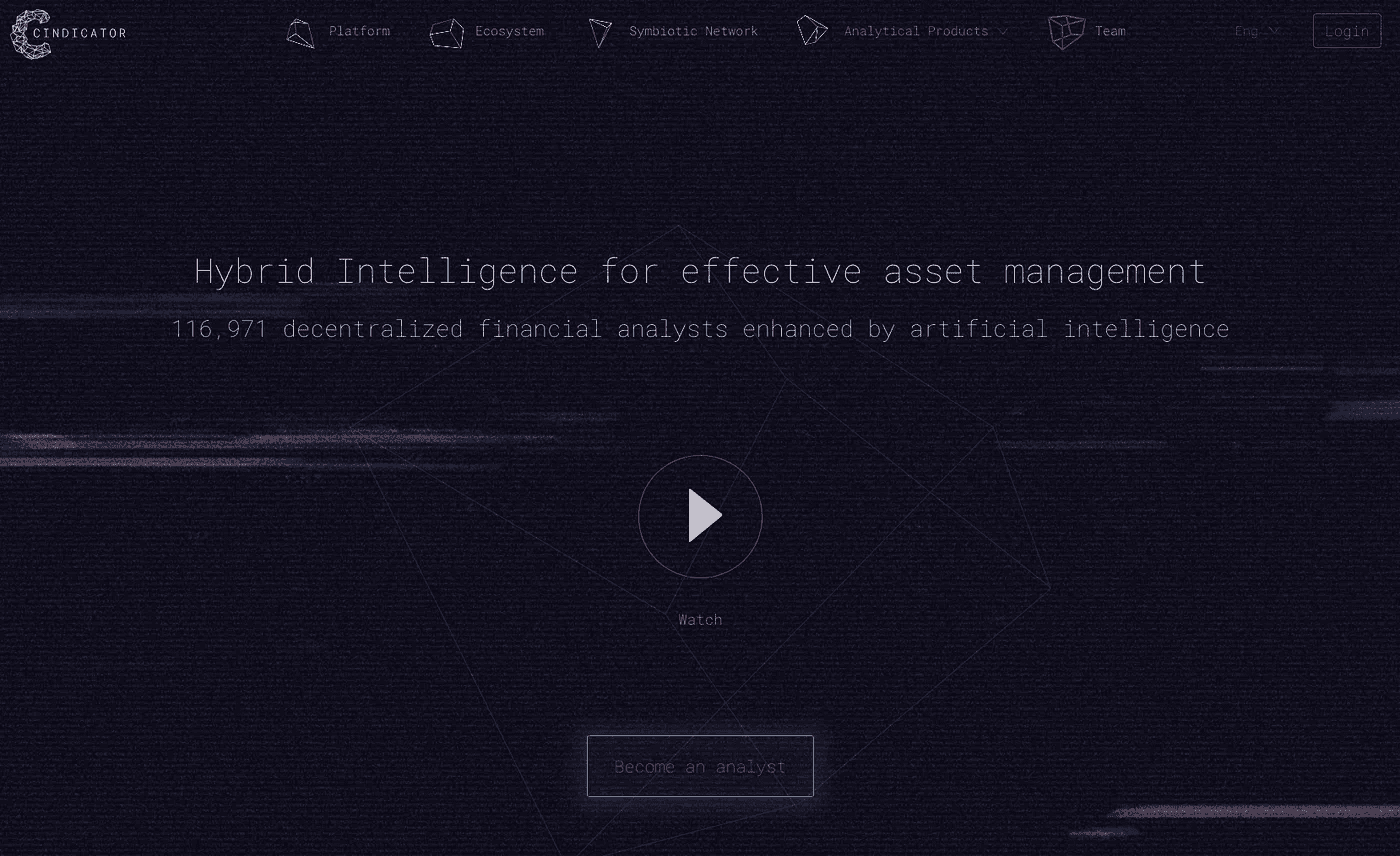 CINDICATOR
Platform
Ecosystem
Symbiotic Network
Analytical Products
Team
Eng
Login
Hybrid Intelligence for effective asset management
116,971 decentralized financial analysts enhanced by artificial intelligence
Watch
Become an analyst